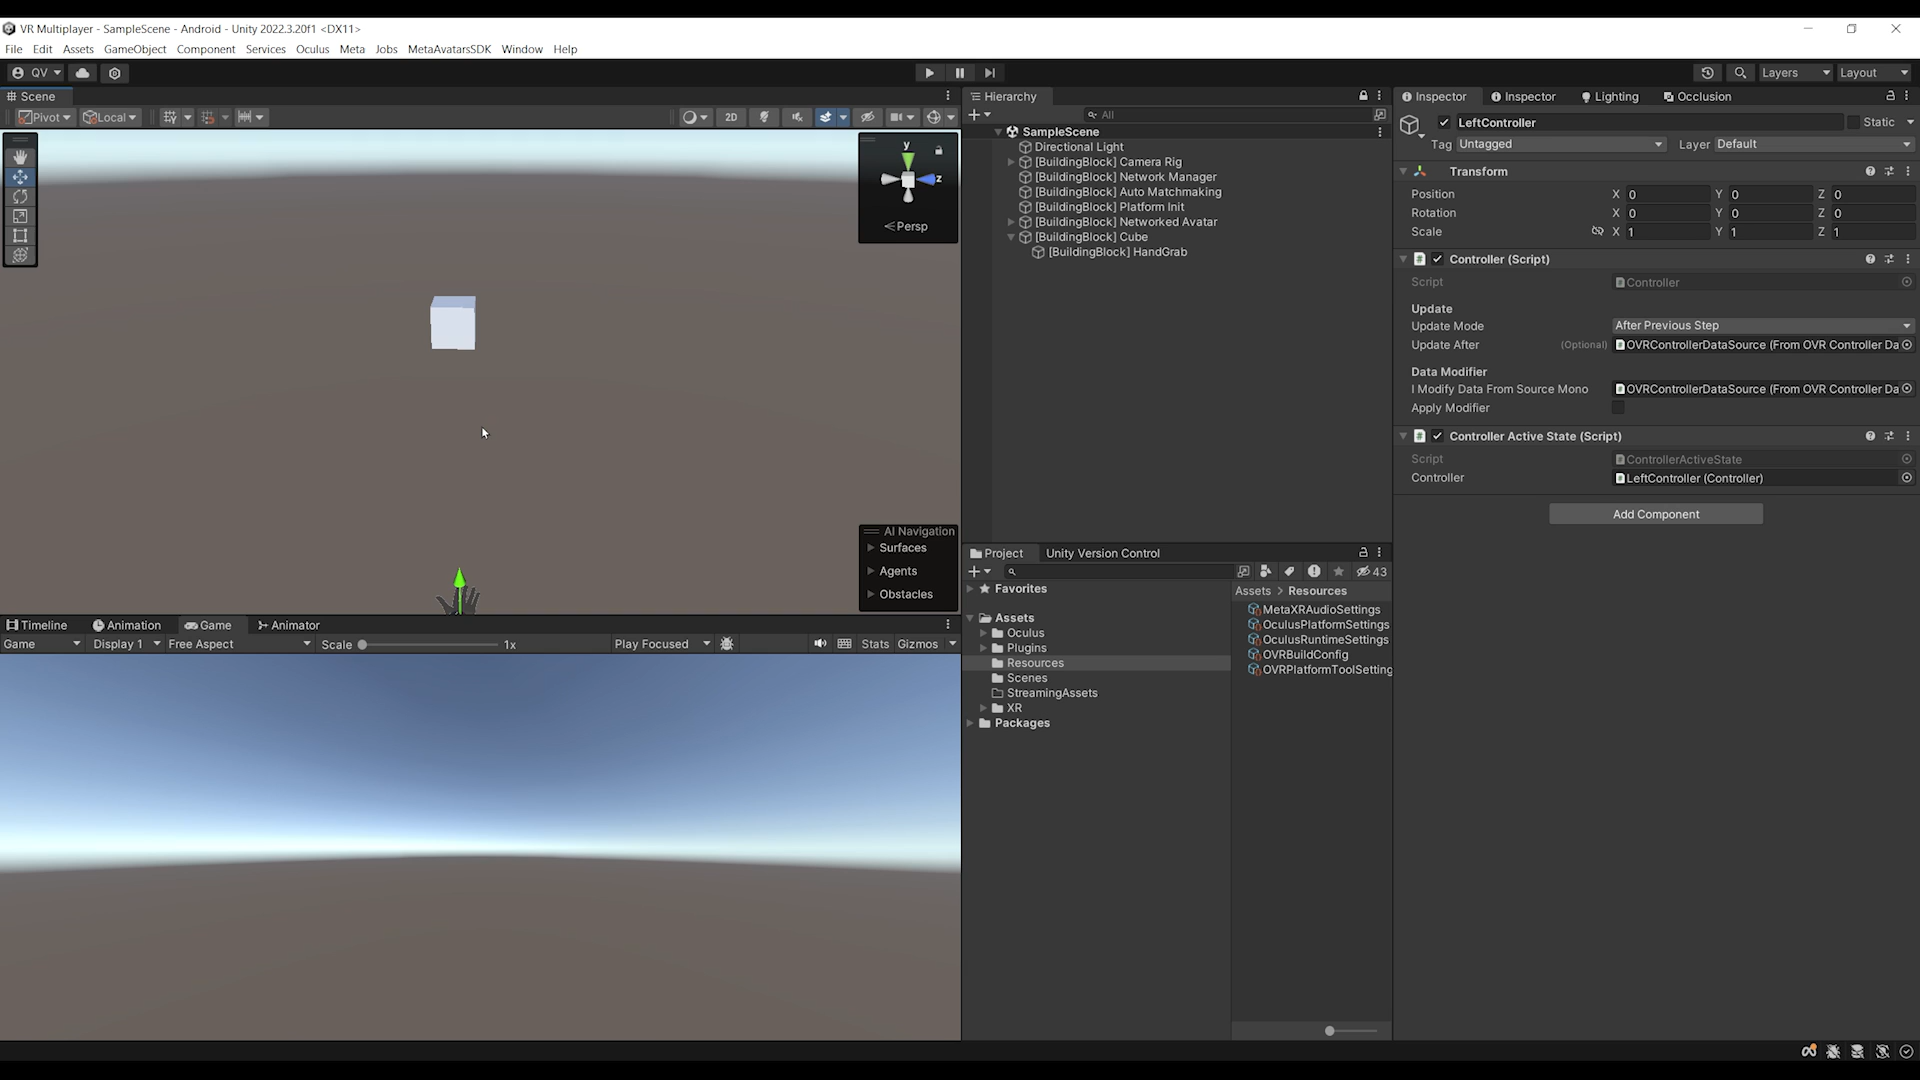 VR Multiplayer - SampleScene - Android - Unity 2022.3.20f1 <DX11>
File Edit Assets GameObject Component Services Oculus Meta Jobs MetaAvatarsSDK Window Help
QV
Layers
Layout
Scene
Pivot
Local
2D
y
z
Persp
AI Navigation
Surfaces
Agents
Obstacles
Timeline
Animation
Game
Animator
Game
Display 1
Free Aspect
Scale
1x
Play Focused
Stats
Gizmos
Hierarchy
All
SampleScene
Directional Light
[BuildingBlock] Camera Rig
[BuildingBlock] Network Manager
[BuildingBlock] Auto Matchmaking
[BuildingBlock] Platform Init
[BuildingBlock] Networked Avatar
[BuildingBlock] Cube
[BuildingBlock] HandGrab
Project
Unity Version Control
43
Favorites
Assets
Oculus
Plugins
Resources
Scenes
StreamingAssets
XR
Packages
Assets > Resources
MetaXRAudioSettings
OculusPlatformSettings
OculusRuntimeSettings
OVRBuildConfig
OVRPlatformToolSetting
Inspector
Inspector
Lighting
Occlusion
LeftController
Static
Tag Untagged
Layer Default
Transform
Position X 0 Y 0 Z 0
Rotation X 0 Y 0 Z 0
Scale X 1 Y 1 Z 1
Controller (Script)
Script Controller
Update
Update Mode After Previous Step
Update After (Optional) OVRControllerDataSource (From OVR Controller Da
Data Modifier
I Modify Data From Source Mono OVRControllerDataSource (From OVR Controller Da
Apply Modifier
Controller Active State (Script)
Script ControllerActiveState
Controller LeftController (Controller)
Add Component